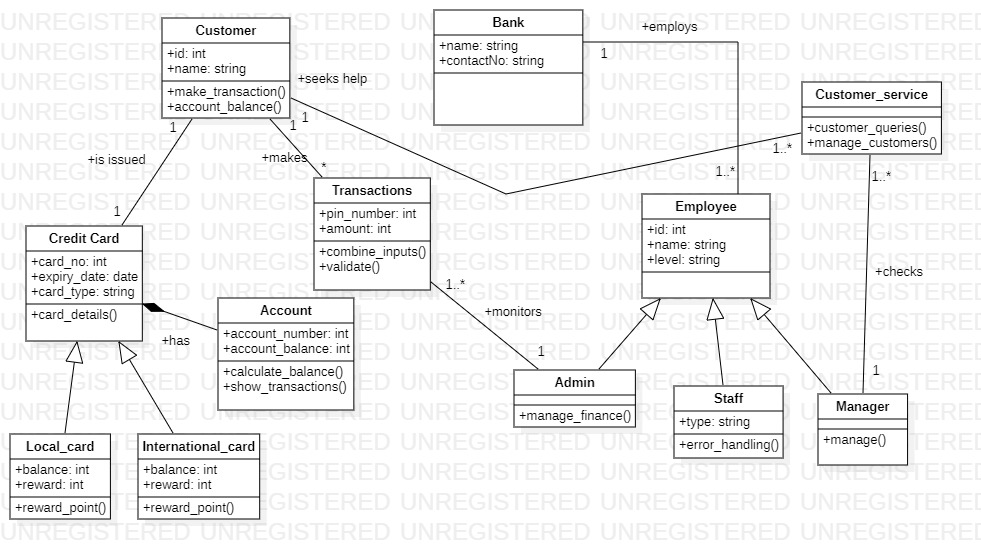 UNREGISTERED UNREGISTERED UNREGISTERED UNREGISTERED UNREGISTERED
Customer
+id: int
+name: string
+make_transaction()
+account_balance()
Bank
+name: string
+contactNo: string
+employs
1
1..*
+seeks help
1
1..*
Customer_service
+customer_queries()
+manage_customers()
1
+is issued
1
1
+makes
*
Transactions
+pin_number: int
+amount: int
+combine_inputs()
+validate()
Employee
+id: int
+name: string
+level: string
1..*
+checks
1
Credit Card
+card_no: int
+expiry_date: date
+card_type: string
+card_details()
+has
Account
+account_number: int
+account_balance: int
+calculate_balance()
+show_transactions()
1..*
+monitors
1
Admin
+manage_finance()
Staff
+type: string
+error_handling()
Manager
+manage()
Local_card
+balance: int
+reward: int
+reward_point()
International_card
+balance: int
+reward: int
+reward_point()